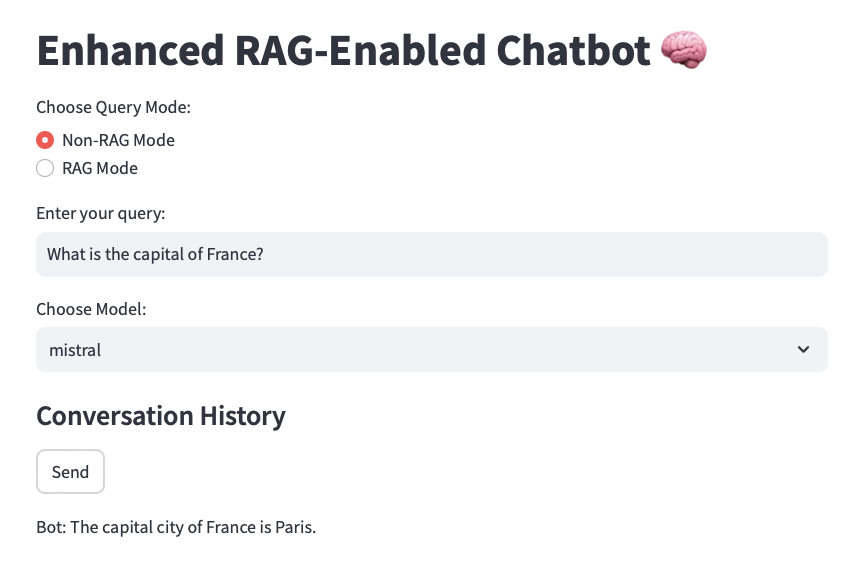 Enhanced RAG-Enabled Chatbot 🧠
Choose Query Mode:
Non-RAG Mode
RAG Mode
Enter your query:
What is the capital of France?
Choose Model:
mistral
Conversation History
Send
Bot: The capital city of France is Paris.